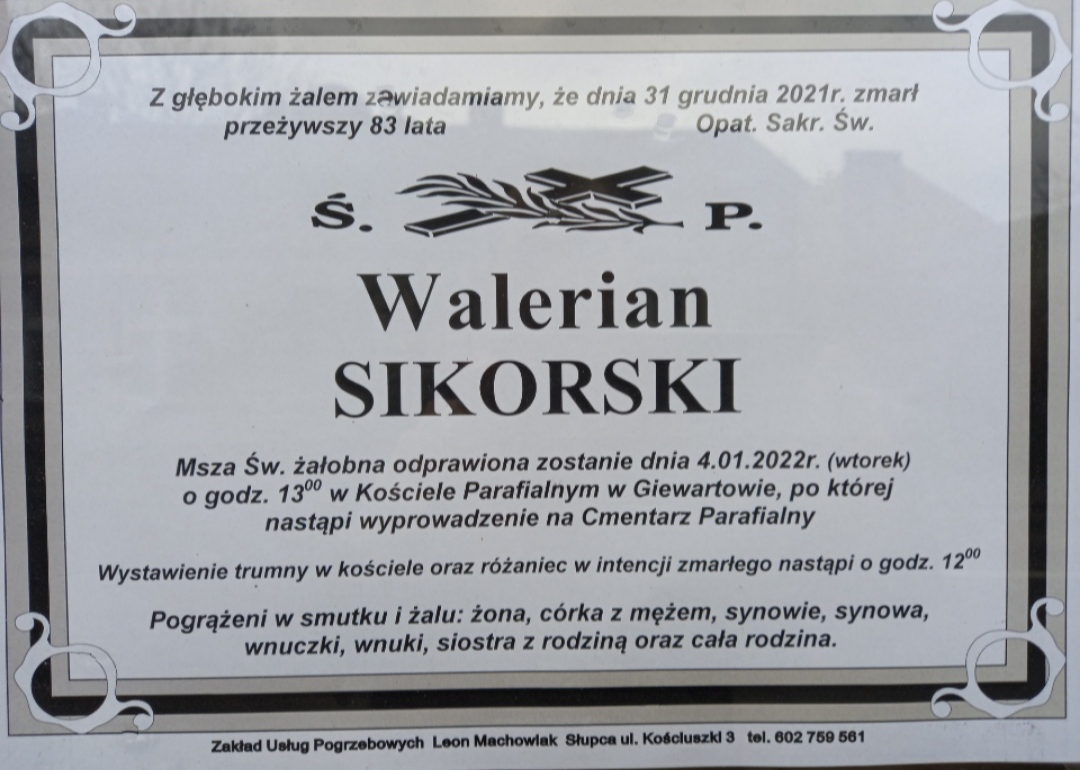 Z głębokim żalem zawiadamiamy, że dnia 31 grudnia 2021r. zmarł
przeżywszy 83 lata Opat. Sakr. Św.
Ś. P.
Walerian
SIKORSKI
Msza Św. żałobna odprawiona zostanie dnia 4.01.2022r. (wtorek)
o godz. 13⁰⁰ w Kościele Parafialnym w Giewartowie, po której
nastąpi wyprowadzenie na Cmentarz Parafialny
Wystawienie trumny w kościele oraz różaniec w intencji zmarłego nastąpi o godz. 12⁰⁰
Pogrążeni w smutku i żalu: żona, córka z mężem, synowie, synowa,
wnuczki, wnuki, siostra z rodziną oraz cała rodzina.
Zakład Usług Pogrzebowych Leon Machowiak Słupca ul. Kościuszki 3 tel. 602 759 561